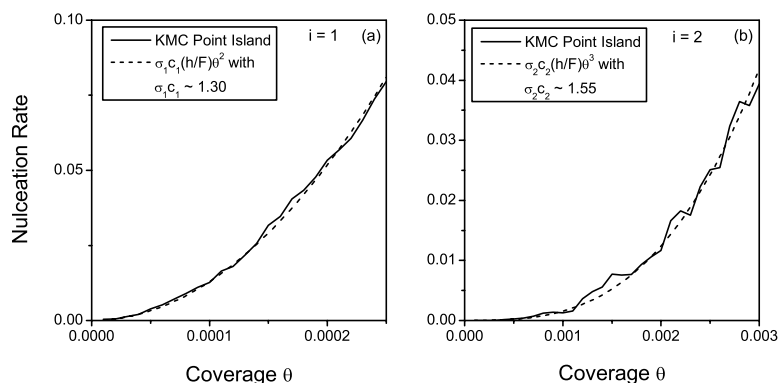 0.10
0.05
0.00
Nulceation Rate
KMC Point Island
σ₁c₁(h/F)θ² with
σ₁c₁ ~ 1.30
i = 1 (a)
0.0000 0.0001 0.0002
Coverage θ
0.05
0.04
0.03
0.02
0.01
0.00
KMC Point Island
σ₂c₂(h/F)θ³ with
σ₂c₂ ~ 1.55
i = 2 (b)
0.000 0.001 0.002 0.003
Coverage θ